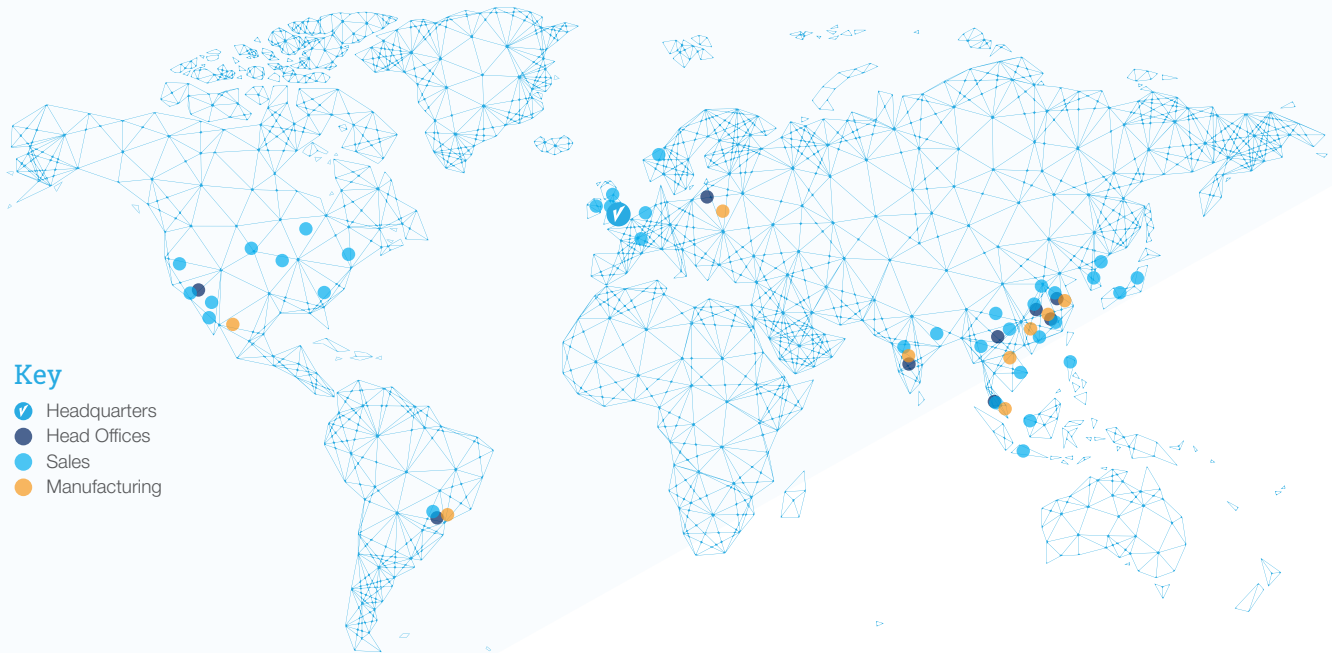 Key
Headquarters
Head Offices
Sales
Manufacturing